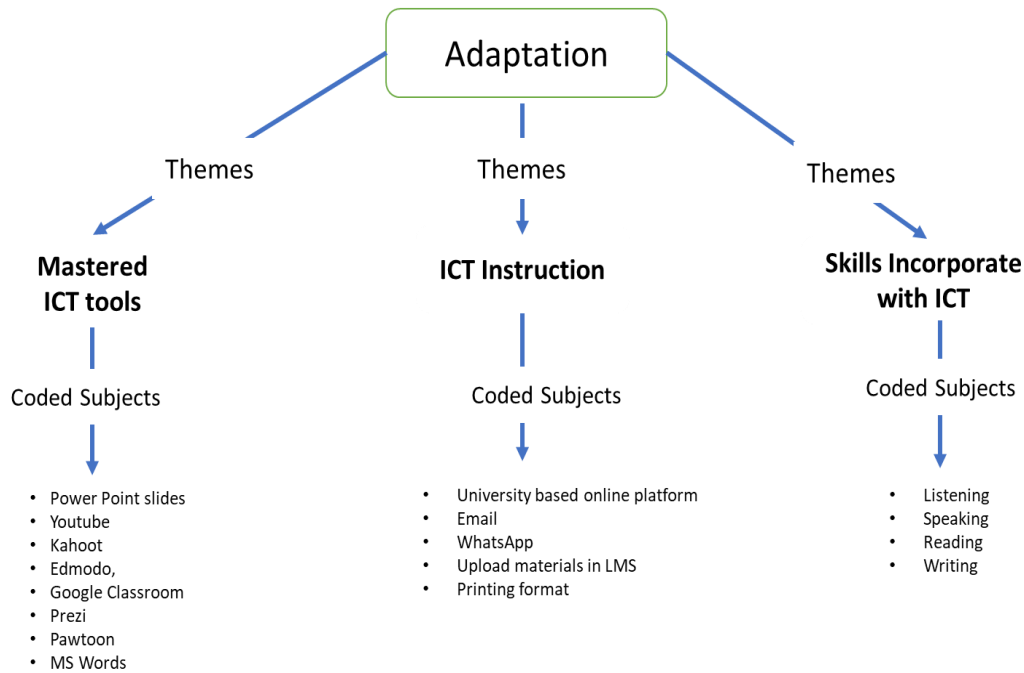 Adaptation
Themes
Themes
Themes
Mastered
ICT tools
ICT Instruction
Skills Incorporate
with ICT
Coded Subjects
Coded Subjects
Coded Subjects
• Power Point slides
• Youtube
• Kahoot
• Edmodo,
• Google Classroom
• Prezi
• Pawtoon
• MS Words
• University based online platform
• Email
• WhatsApp
• Upload materials in LMS
• Printing format
• Listening
• Speaking
• Reading
• Writing